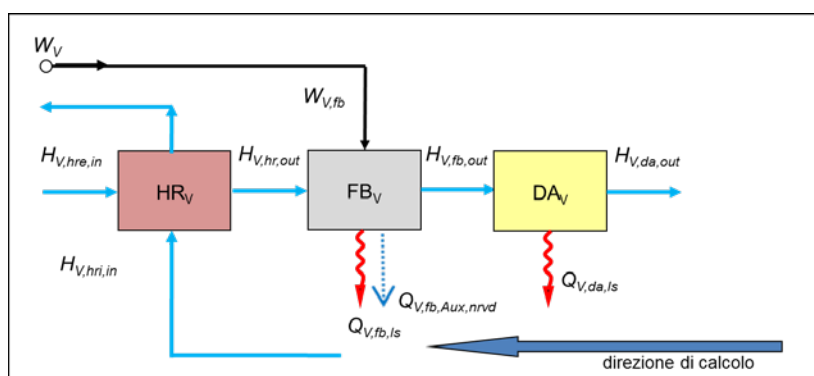 W_V
W_V,fb
H_V,hre,in
H_V,hr,out
H_V,fb,out
H_V,da,out
HR_V
FB_V
DA_V
H_V,hri,in
Q_V,da,ls
Q_V,fb,Aux,nrvd
Q_V,fb,ls
direzione di calcolo